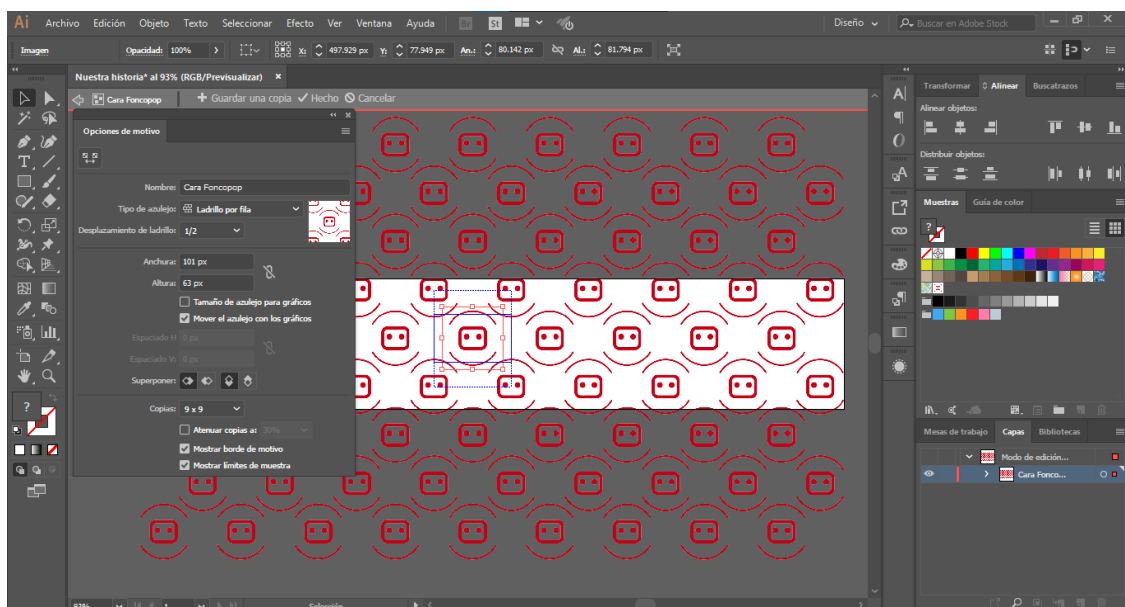 Ai Archivo Edición Objeto Texto Seleccionar Efecto Ver Ventana Ayuda Br St Diseño Buscar en Adobe Stock
Imagen Opacidad: 100% X: 497.929 px Y: 77.949 px An.: 80.142 px Al.: 81.794 px
Nuestra historia* al 93% (RGB/Previsualizar) ×
Cara Foncopop + Guardar una copia Hecho Cancelar
Opciones de motivo
Nombre: Cara Foncopop
Tipo de azulejo: Ladrillo por fila
Desplazamiento de ladrillo: 1/2
Anchura: 101 px
Altura: 63 px
Tamaño de azulejo para gráficos
Mover el azulejo con los gráficos
Espaciado H: 0 px
Espaciado V: 0 px
Superponer:
Copias: 9 x 9
Atenuar copias a: 30%
Mostrar borde de motivo
Mostrar límites de muestra
Transformar Alinear Buscatrazos
Alinear objetos:
Distribuir objetos:
Muestras Guía de color
Mesas de trabajo Capas Bibliotecas
Modo de edición...
Cara Fonco...
93% 1 Selección